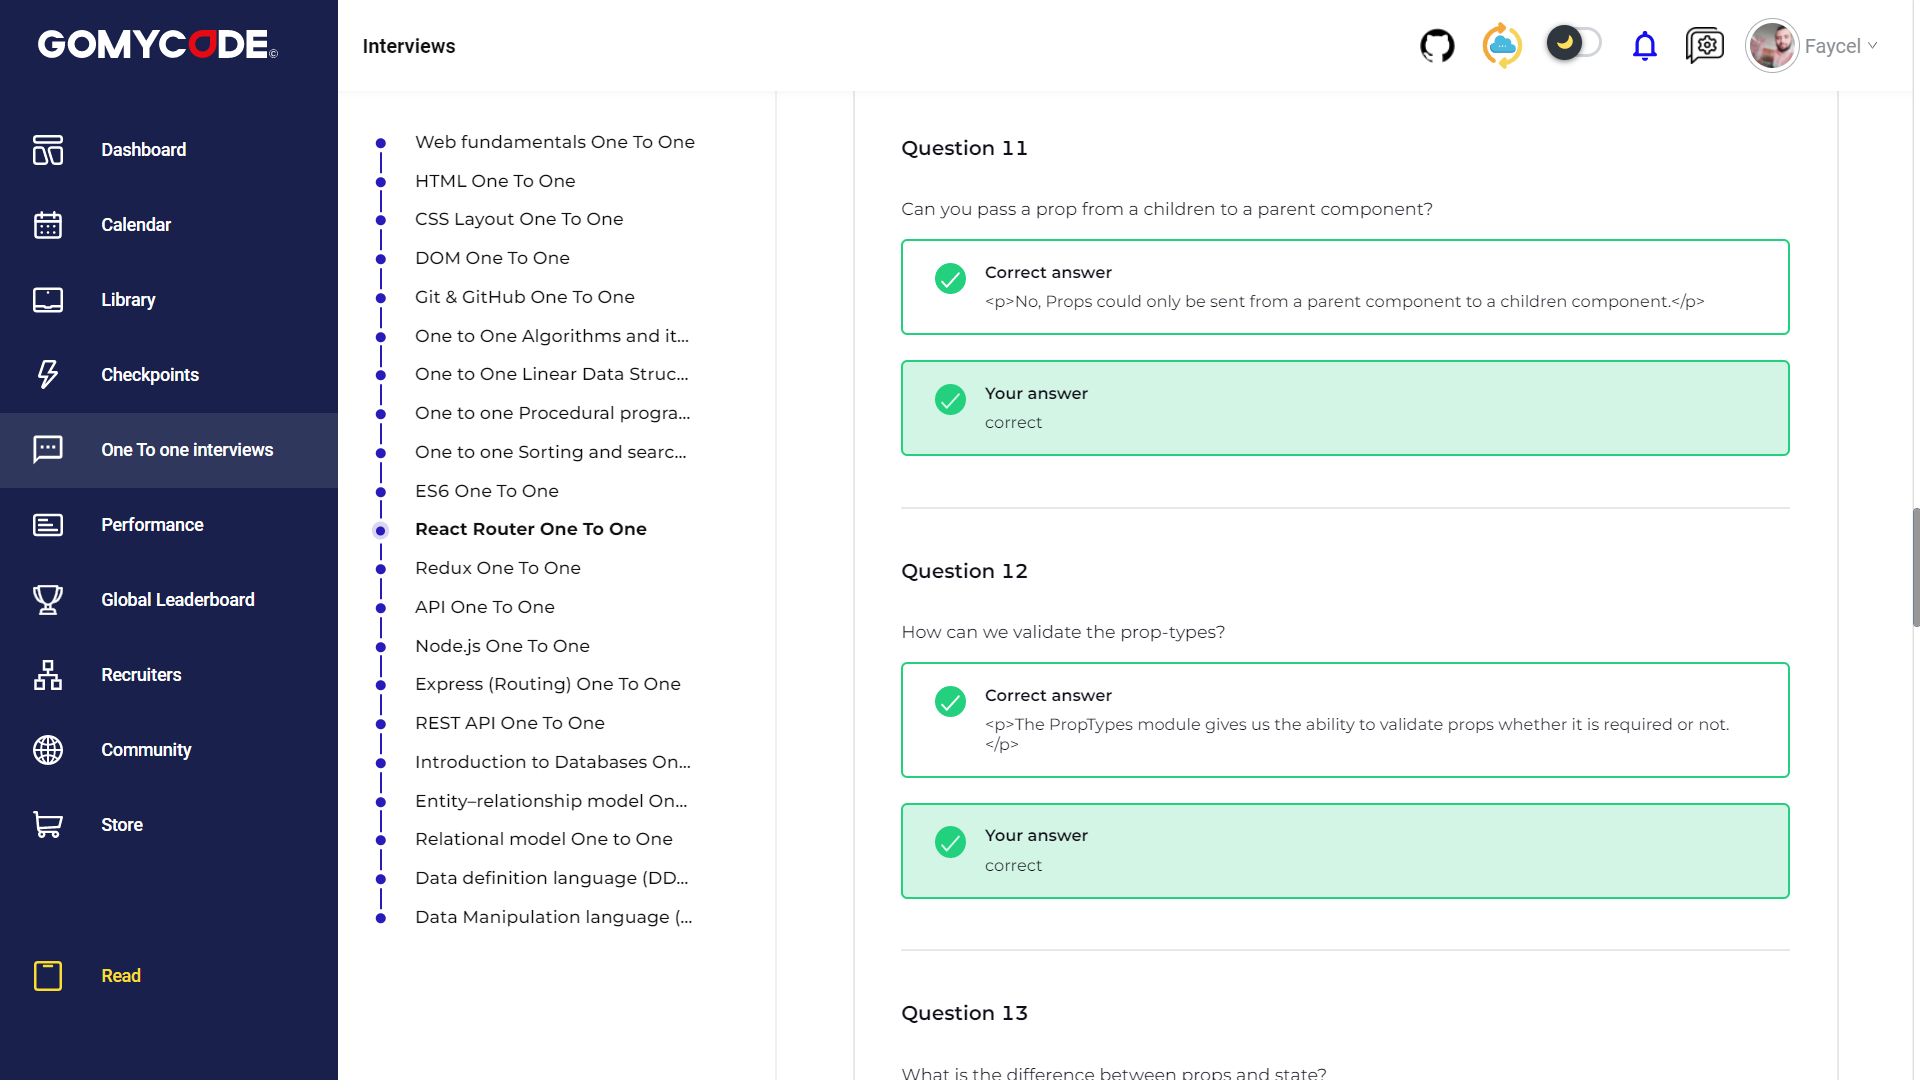 GOMYCODE©
Interviews
Faycel
Dashboard
Calendar
Library
Checkpoints
One To one interviews
Performance
Global Leaderboard
Recruiters
Community
Store
Read
Web fundamentals One To One
HTML One To One
CSS Layout One To One
DOM One To One
Git & GitHub One To One
One to One Algorithms and it...
One to One Linear Data Struc...
One to one Procedural progra...
One to one Sorting and searc...
ES6 One To One
React Router One To One
Redux One To One
API One To One
Node.js One To One
Express (Routing) One To One
REST API One To One
Introduction to Databases On...
Entity–relationship model On...
Relational model One to One
Data definition language (DD...
Data Manipulation language (...
Question 11
Can you pass a prop from a children to a parent component?
Correct answer
<p>No, Props could only be sent from a parent component to a children component.</p>
Your answer
correct
Question 12
How can we validate the prop-types?
Correct answer
<p>The PropTypes module gives us the ability to validate props whether it is required or not.
</p>
Your answer
correct
Question 13
What is the difference between props and state?